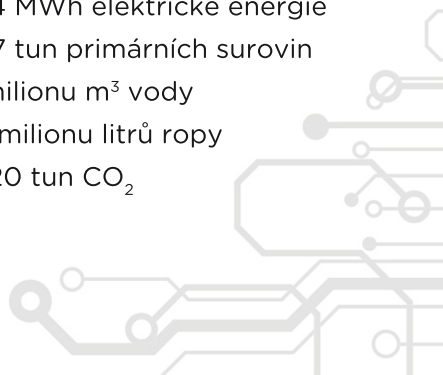 4 MWh elektrické energie
7 tun primárních surovin
milionu m³ vody
milionu litrů ropy
20 tun CO₂